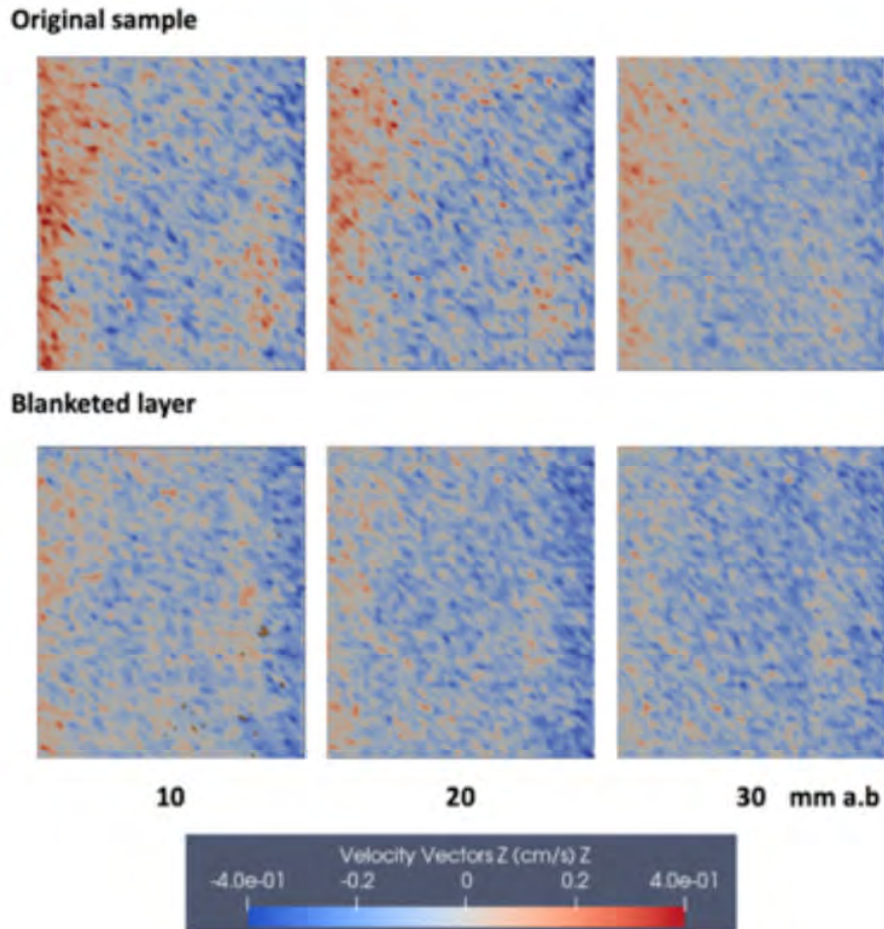 Original sample
Blanketed layer
10 20 30 mm a.b
Velocity Vectors Z (cm/s) Z
-4.0e-01 -0.2 0 0.2 4.0e-01